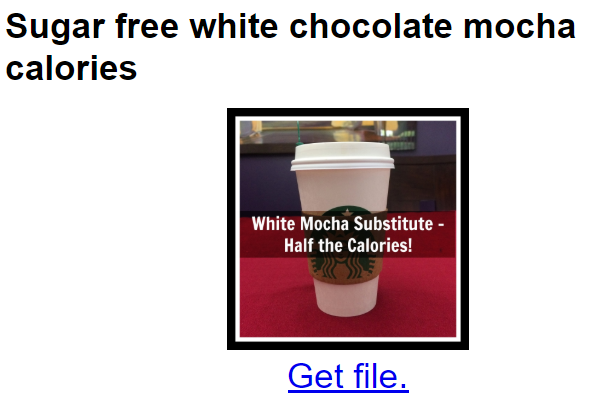 Sugar free white chocolate mocha
calories
White Mocha Substitute -
Half the Calories!
Get file.